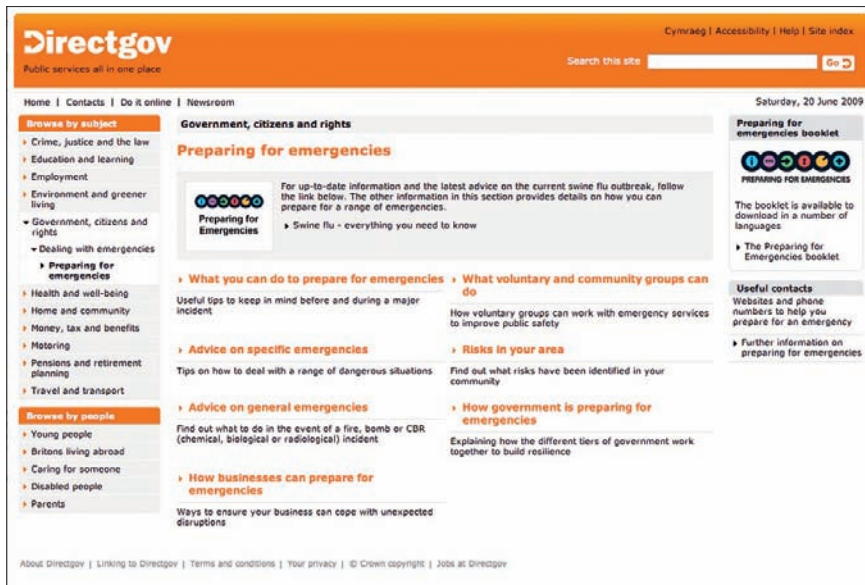 Directgov
Public services all in one place
Cymraeg | Accessibility | Help | Site index
Search this site
Go
Home | Contacts | Do it online | Newsroom
Saturday, 20 June 2009
Browse by subject
Crime, justice and the law
Education and learning
Employment
Environment and greener
living
Government, citizens and
rights
Dealing with emergencies
Preparing for
emergencies
Health and well-being
Home and community
Money, tax and benefits
Motoring
Pensions and retirement
planning
Travel and transport
Browse by people
Young people
Britons living abroad
Caring for someone
Disabled people
Parents
Government, citizens and rights
Preparing for emergencies
Preparing for
Emergencies
For up-to-date information and the latest advice on the current swine flu outbreak, follow
the link below. The other information in this section provides details on how you can
prepare for a range of emergencies.
Swine flu - everything you need to know
What you can do to prepare for emergencies
Useful tips to keep in mind before and during a major
incident
What voluntary and community groups can
do
How voluntary groups can work with emergency services
to improve public safety
Advice on specific emergencies
Tips on how to deal with a range of dangerous situations
Risks in your area
Find out what risks have been identified in your
community
Advice on general emergencies
Find out what to do in the event of a fire, bomb or CBR
(chemical, biological or radiological) incident
How government is preparing for
emergencies
Explaining how the different tiers of government work
together to build resilience
How businesses can prepare for
emergencies
Ways to ensure your business can cope with unexpected
disruptions
Preparing for
emergencies booklet
PREPARING FOR EMERGENCIES
The booklet is available to
download in a number of
languages
The Preparing for
Emergencies booklet
Useful contacts
Websites and phone
numbers to help you
prepare for an emergency
Further information on
preparing for emergencies
About Directgov | Linking to Directgov | Terms and conditions | Your privacy | © Crown copyright | Jobs at Directgov